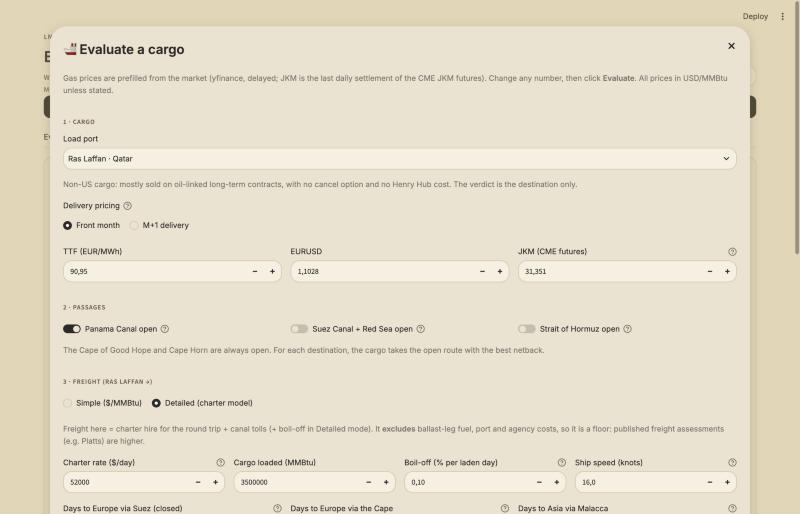 Deploy
Evaluate a cargo
Gas prices are prefilled from the market (yfinance, delayed; JKM is the last daily settlement of the CME JKM futures). Change any number, then click Evaluate. All prices in USD/MMBtu
unless stated.
1 · CARGO
Load port
Ras Laffan · Qatar
Non-US cargo: mostly sold on oil-linked long-term contracts, with no cancel option and no Henry Hub cost. The verdict is the destination only.
Delivery pricing
Front month M+1 delivery
TTF (EUR/MWh) EURUSD JKM (CME futures)
90,95 1,1028 31,351
2 · PASSAGES
Panama Canal open Suez Canal + Red Sea open Strait of Hormuz open
The Cape of Good Hope and Cape Horn are always open. For each destination, the cargo takes the open route with the best netback.
3 · FREIGHT (RAS LAFFAN →)
Simple ($/MMBtu) Detailed (charter model)
Freight here = charter hire for the round trip + canal tolls (+ boil-off in Detailed mode). It excludes ballast-leg fuel, port and agency costs, so it is a floor: published freight assessments
(e.g. Platts) are higher.
Charter rate ($/day) Cargo loaded (MMBtu) Boil-off (% per laden day) Ship speed (knots)
52000 3500000 0,10 16,0
Days to Europe via Suez (closed) Days to Europe via the Cape Days to Asia via Malacca